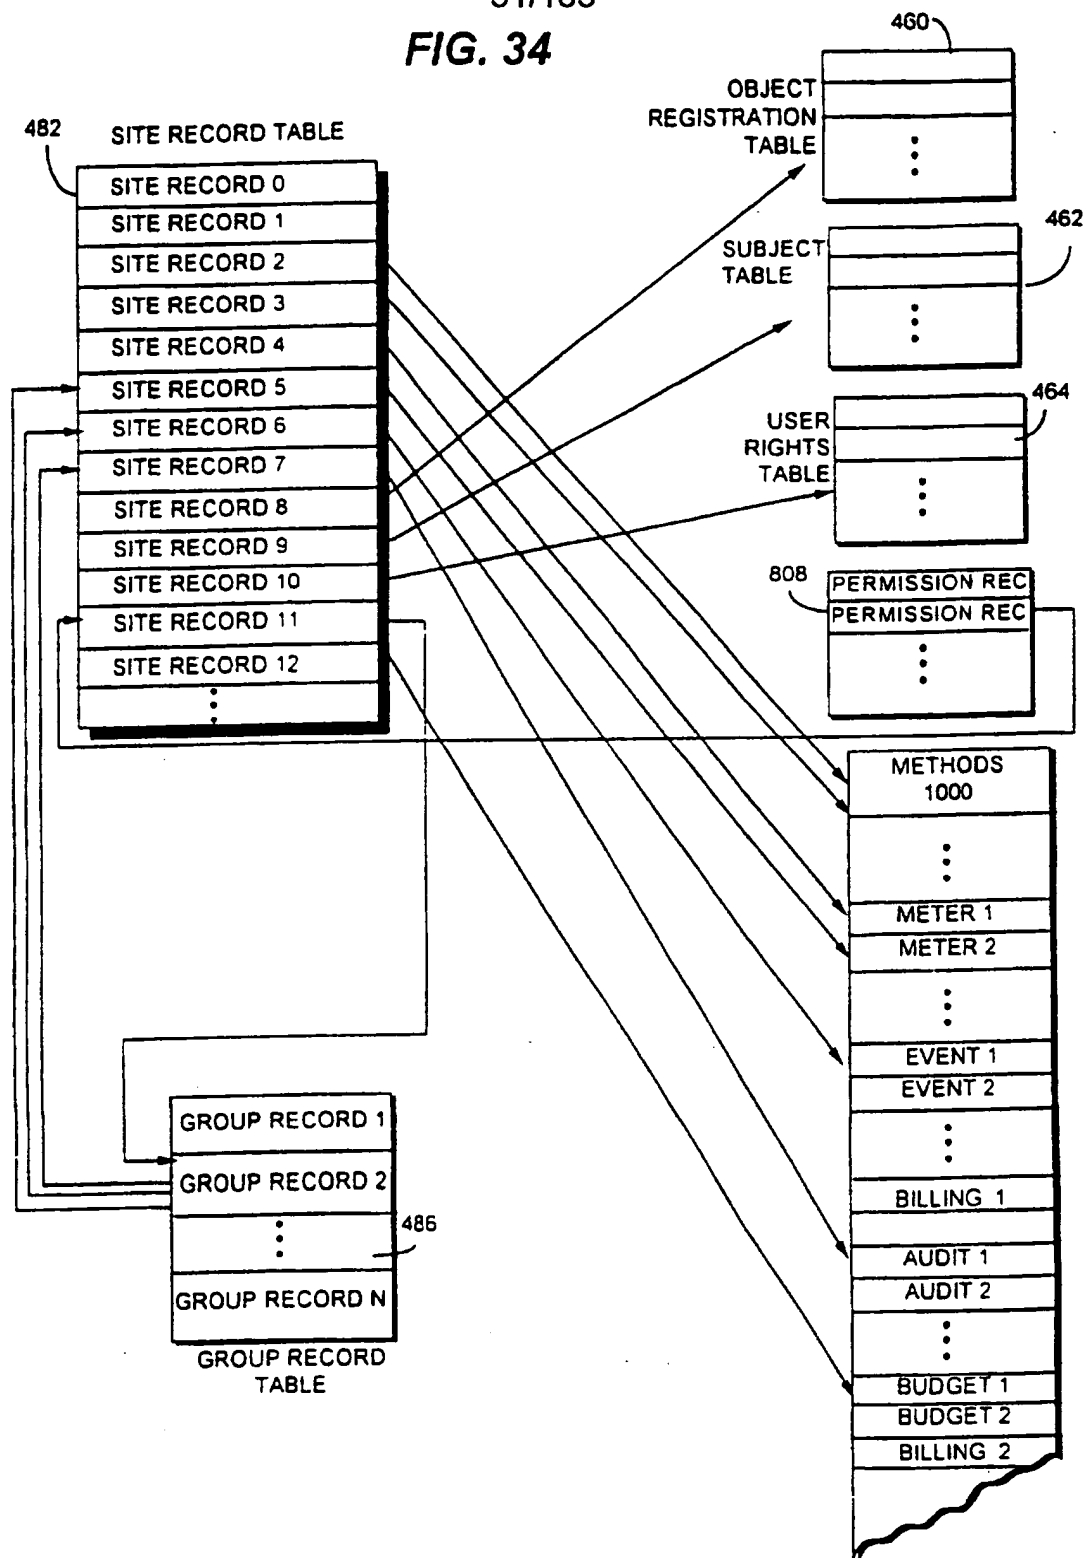 FIG. 34
482
SITE RECORD TABLE
SITE RECORD 0
SITE RECORD 1
SITE RECORD 2
SITE RECORD 3
SITE RECORD 4
SITE RECORD 5
SITE RECORD 6
SITE RECORD 7
SITE RECORD 8
SITE RECORD 9
SITE RECORD 10
SITE RECORD 11
SITE RECORD 12
460
OBJECT
REGISTRATION
TABLE
462
SUBJECT
TABLE
464
USER
RIGHTS
TABLE
808
PERMISSION REC
PERMISSION REC
METHODS
1000
METER 1
METER 2
EVENT 1
EVENT 2
BILLING 1
AUDIT 1
AUDIT 2
BUDGET 1
BUDGET 2
BILLING 2
GROUP RECORD 1
GROUP RECORD 2
486
GROUP RECORD N
GROUP RECORD
TABLE